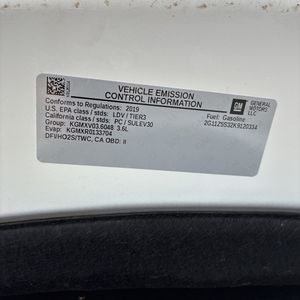 VEHICLE EMISSION
CONTROL INFORMATION
GM
GENERAL
MOTORS
LLC
Conforms to Regulations: 2019
U.S. EPA class / stds: LDV / TIER3
California class / stds: PC / SULEV30
Group: KGMXV03.6048 3.6L
Evap: KGMXR0133704
DFI/HO2S/TWC, CA OBD: II
Fuel: Gasoline
2G11Z5S32K9120334